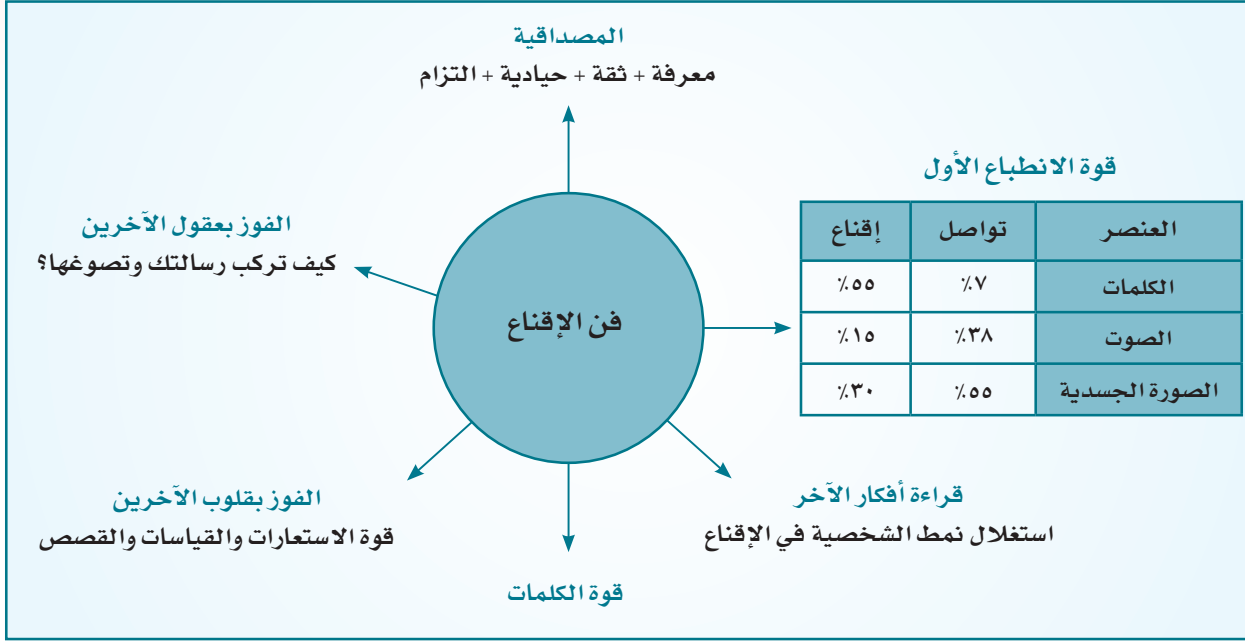 المصداقية
معرفة + ثقة + حيادية + التزام
قوة الانطباع الأول
العنصر تواصل إقناع
الكلمات ٪٧ ٪٥٥
الصوت ٪٣٨ ٪١٥
الصورة الجسدية ٪٥٥ ٪٣٠
الفوز بعقول الآخرين
كيف تركب رسالتك وتصوغها؟
فن الإقناع
قراءة أفكار الآخر
استغلال نمط الشخصية في الإقناع
الفوز بقلوب الآخرين
قوة الاستعارات والقياسات والقصص
قوة الكلمات